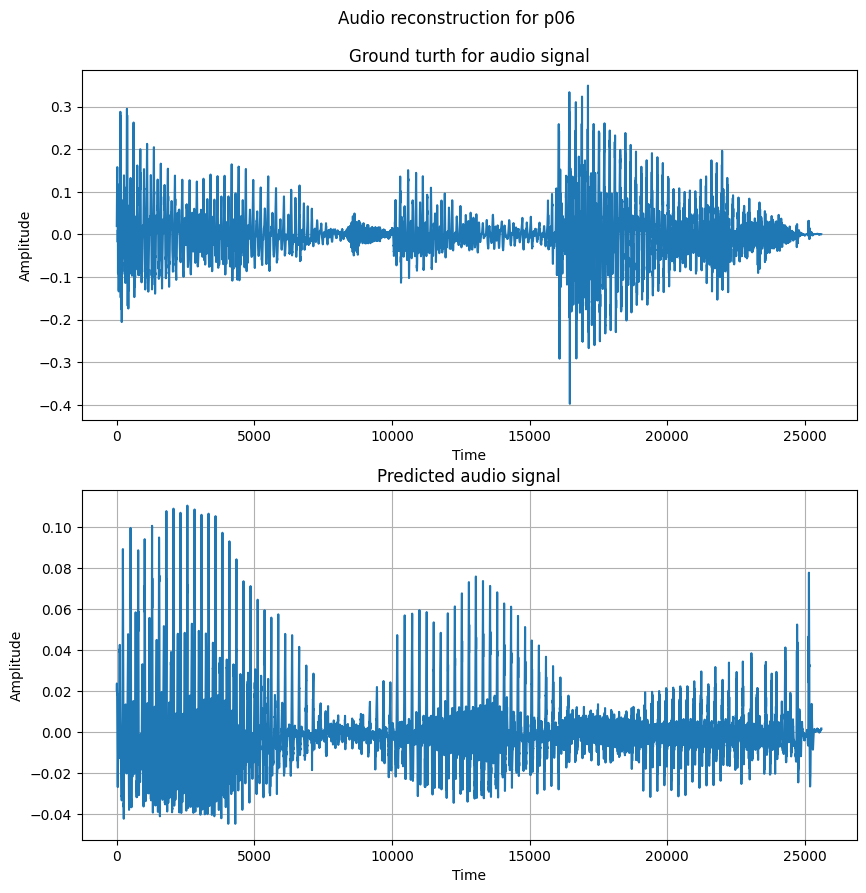 Audio reconstruction for p06
Ground turth for audio signal
0.3
0.2
0.1
0.0
−0.1
−0.2
−0.3
−0.4
Amplitude
0 5000 10000 15000 20000 25000
Time
Predicted audio signal
0.10
0.08
0.06
0.04
0.02
0.00
−0.02
−0.04
Amplitude
0 5000 10000 15000 20000 25000
Time